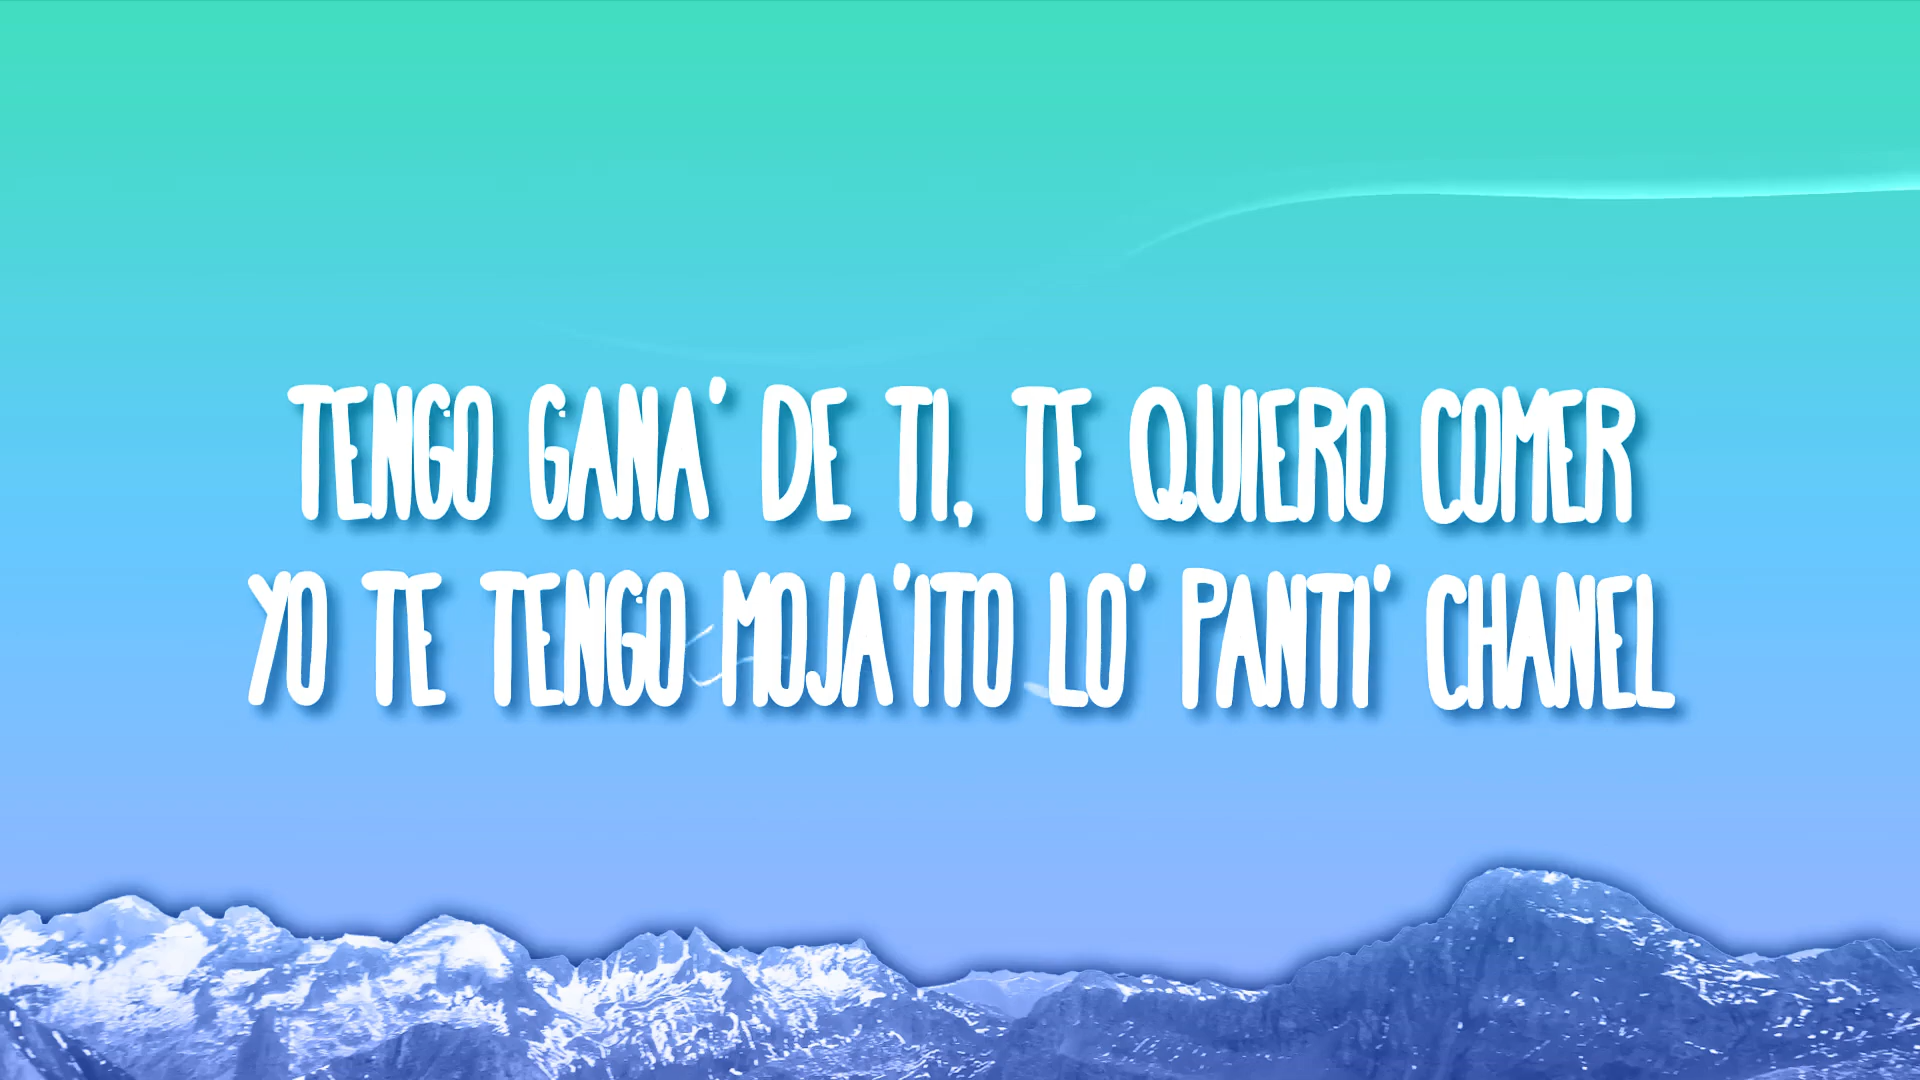 TENGO GANA' DE TI, TE QUIERO COMER
YO TE TENGO MOJA'ITO LO' PANTI' CHANEL